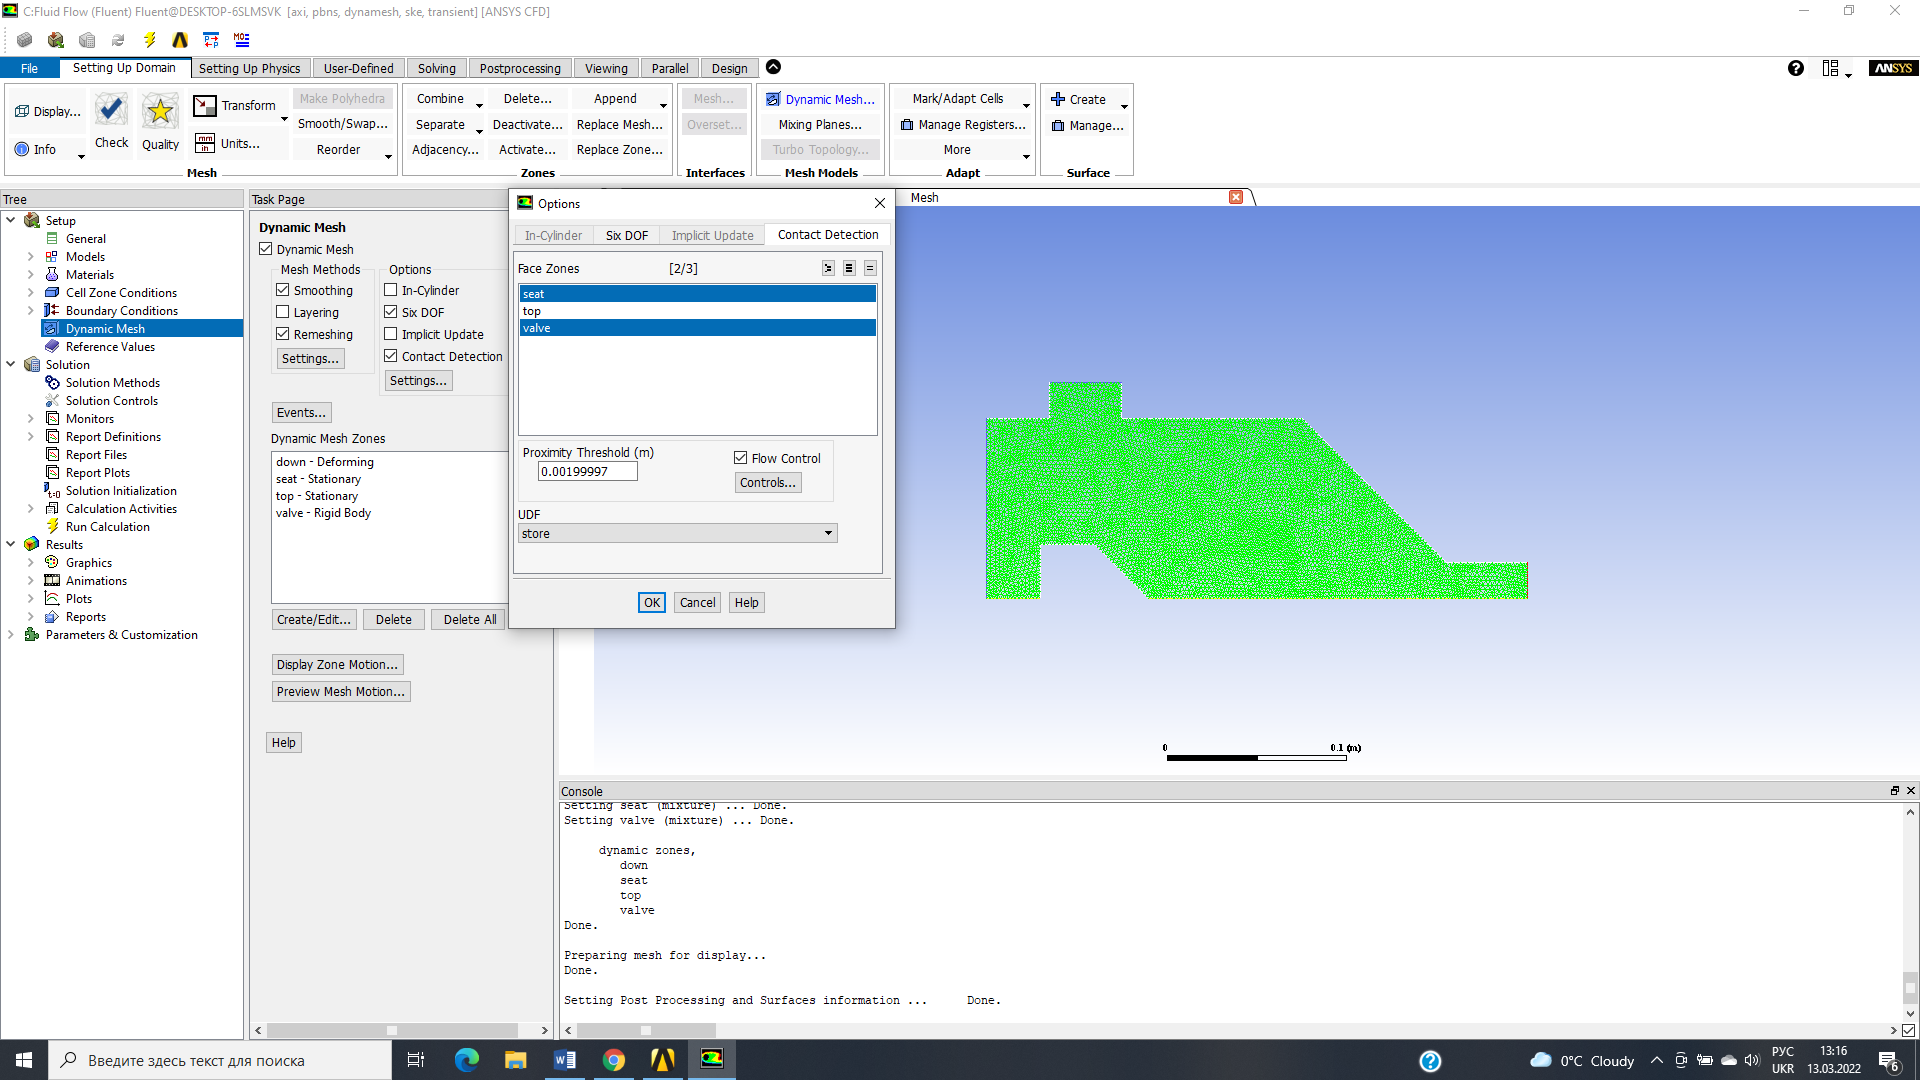 C:Fluid Flow (Fluent) Fluent@DESKTOP-6SLMSVK [axi, pbns, dynamesh, ske, transient] [ANSYS CFD]
File
Setting Up Domain
Setting Up Physics
User-Defined
Solving
Postprocessing
Viewing
Parallel
Design
ANSYS
Display...
Info
Check
Quality
Transform
Units...
Make Polyhedra
Smooth/Swap...
Reorder
Mesh
Combine
Delete...
Append
Separate
Deactivate...
Replace Mesh...
Adjacency...
Activate...
Replace Zone...
Zones
Mesh...
Overset...
Interfaces
Dynamic Mesh...
Mixing Planes...
Turbo Topology...
Mesh Models
Mark/Adapt Cells
Manage Registers...
More
Adapt
Create
Manage...
Surface
Tree
Setup
General
Models
Materials
Cell Zone Conditions
Boundary Conditions
Dynamic Mesh
Reference Values
Solution
Solution Methods
Solution Controls
Monitors
Report Definitions
Report Files
Report Plots
Solution Initialization
Calculation Activities
Run Calculation
Results
Graphics
Animations
Plots
Reports
Parameters & Customization
Task Page
Dynamic Mesh
Dynamic Mesh
Mesh Methods
Smoothing
Layering
Remeshing
Settings...
Options
In-Cylinder
Six DOF
Implicit Update
Contact Detection
Settings...
Events...
Dynamic Mesh Zones
down - Deforming
seat - Stationary
top - Stationary
valve - Rigid Body
Create/Edit...
Delete
Delete All
Display Zone Motion...
Preview Mesh Motion...
Help
Options
In-Cylinder
Six DOF
Implicit Update
Contact Detection
Face Zones [2/3]
seat
top
valve
Proximity Threshold (m)
0.00199997
Flow Control
Controls...
UDF
store
OK
Cancel
Help
Mesh
0 0.1 (m)
Console
Setting seat (mixture) ... Done.
Setting valve (mixture) ... Done.
dynamic zones,
down
seat
top
valve
Done.
Preparing mesh for display...
Done.
Setting Post Processing and Surfaces information ... Done.
Введите здесь текст для поиска
0°C Cloudy
РУС
UKR
13:16
13.03.2022
6